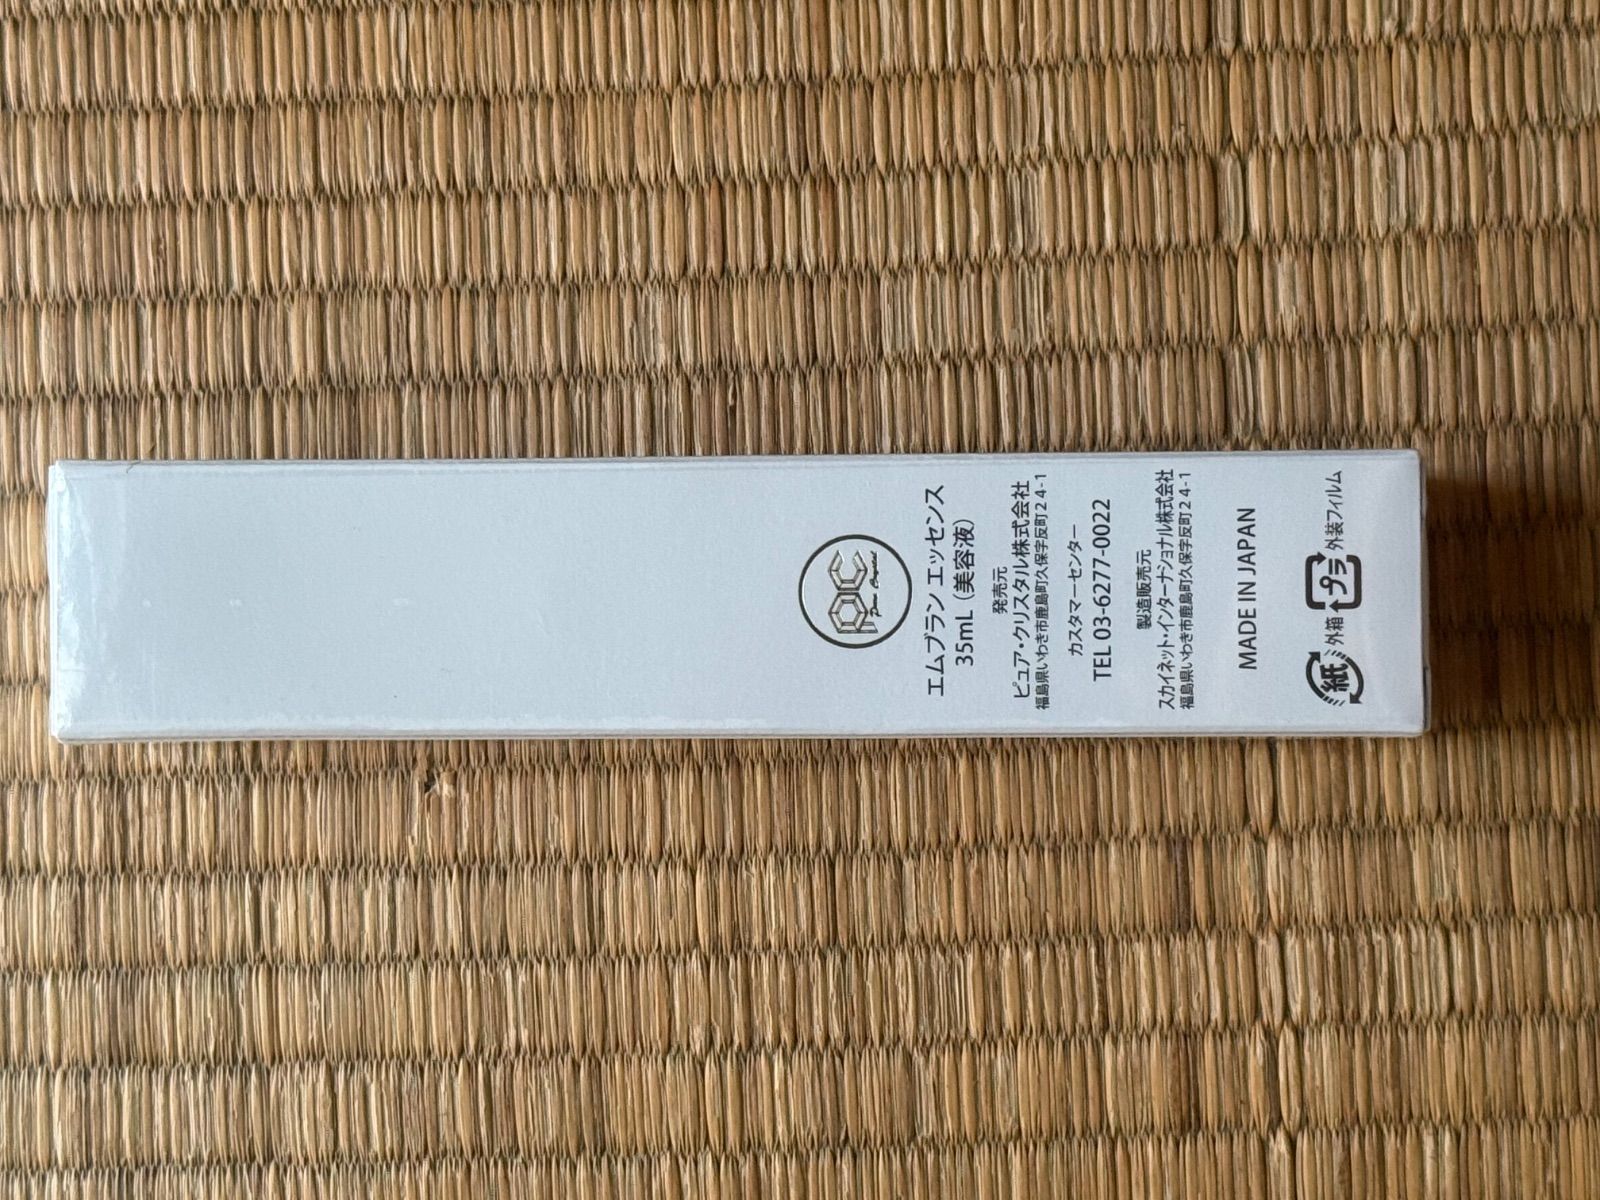 PQC
Pure Crystal
エムブラン エッセンス
35mL（美容液）
発売元
ピュア・クリスタル株式会社
福島県いわき市鹿島町久保字反町２４-１
カスタマーセンター
TEL 03-6277-0022
製造販売元
スカイネット・インターナショナル株式会社
福島県いわき市鹿島町久保字反町２４-１
MADE IN JAPAN
紙 外箱 プラ 外装フィルム